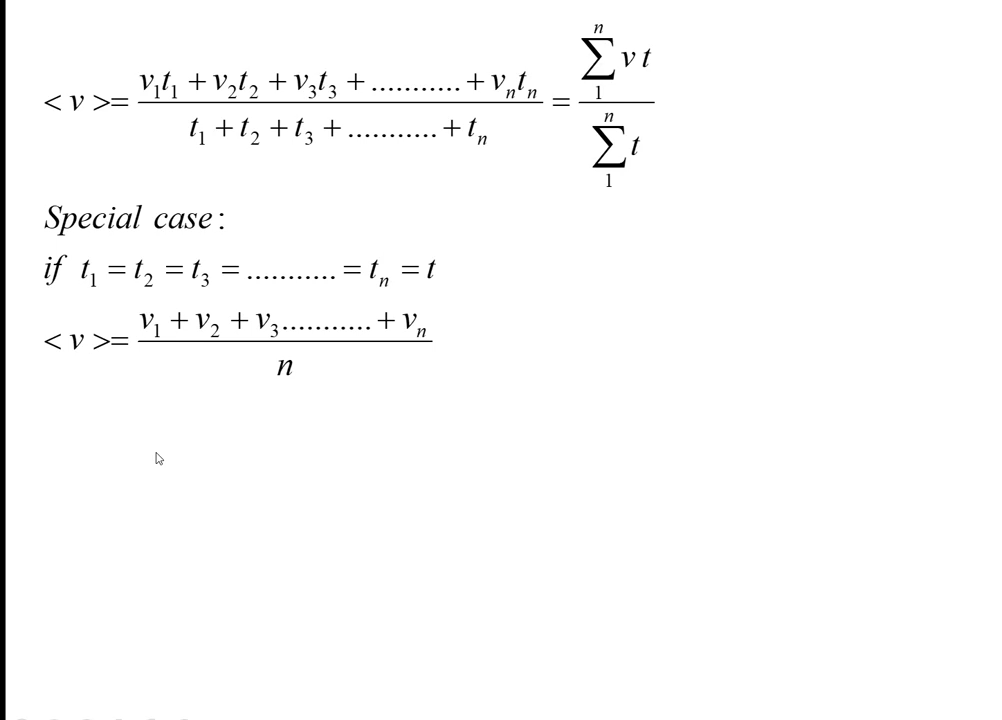 < v >= v₁t₁ + v₂t₂ + v₃t₃ + ........... + vₙtₙ / t₁ + t₂ + t₃ + ........... + tₙ = ∑₁ⁿ v t / ∑₁ⁿ t
Special case:
if t₁ = t₂ = t₃ = ........... = tₙ = t
< v >= v₁ + v₂ + v₃........... + vₙ / n